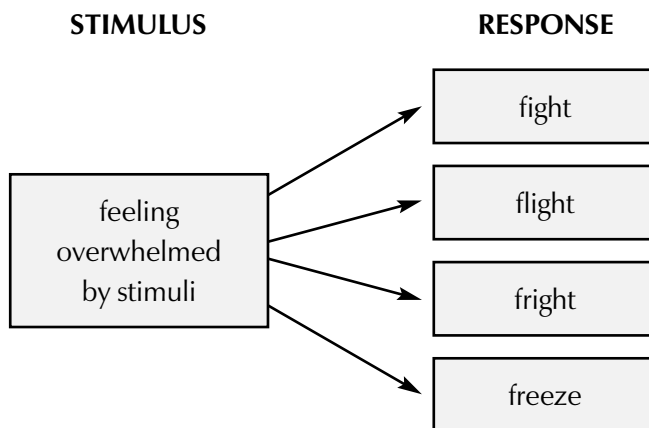 STIMULUS
RESPONSE
fight
feeling
overwhelmed
by stimuli
flight
fright
freeze